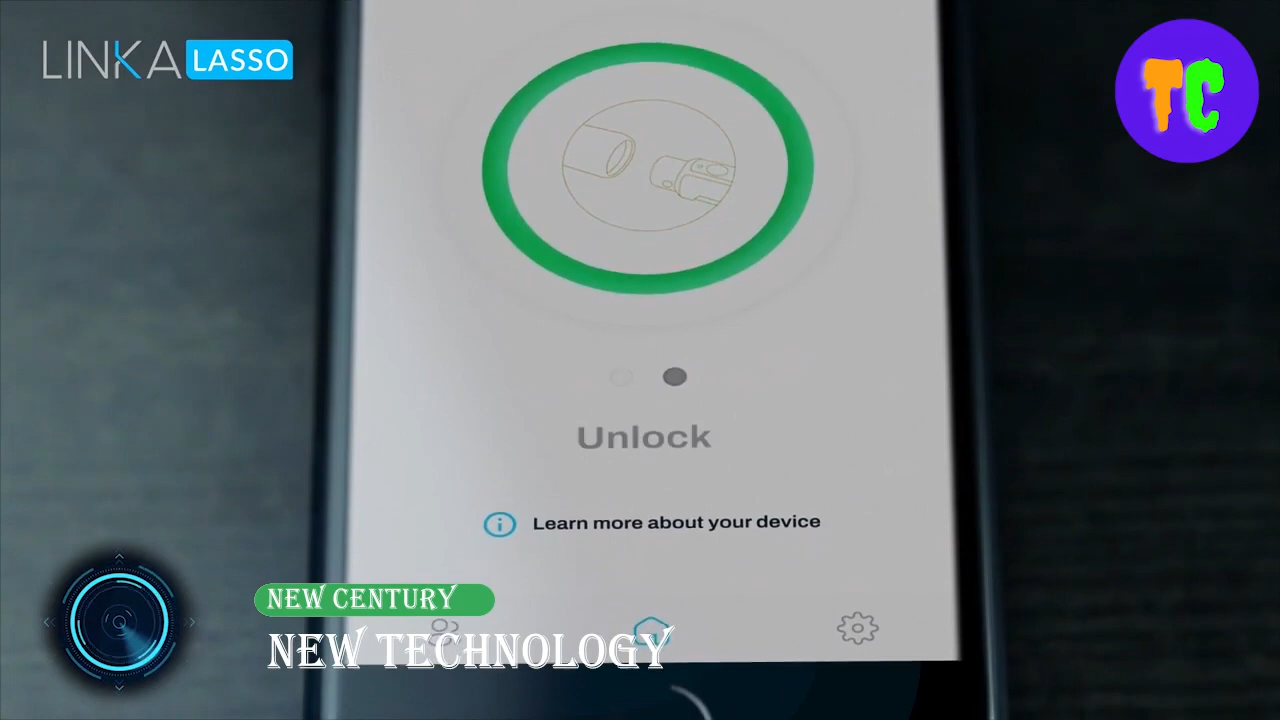 LINKA LASSO
TC
Unlock
Learn more about your device
NEW CENTURY
NEW TECHNOLOGY